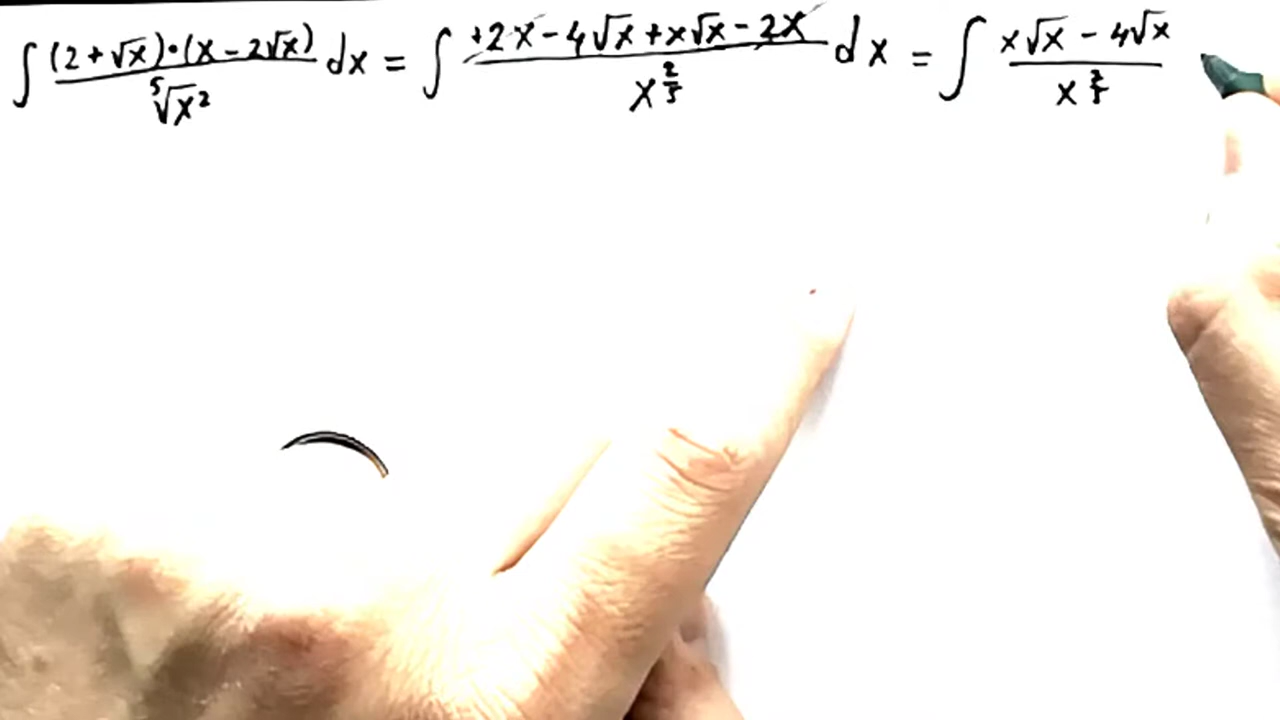 ∫ (2+√x)·(x−2√x) / ⁵√x² dx = ∫ +2x−4√x+x√x−2x / x^(2/5) dx = ∫ x√x − 4√x / x^(2/5)